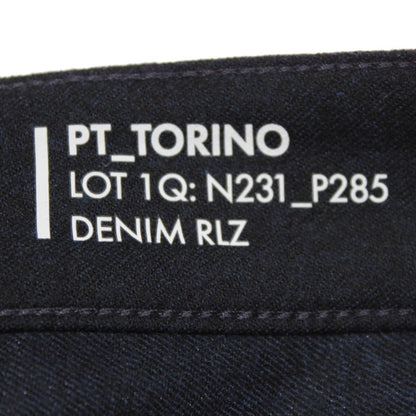 PT_TORINO
LOT 1Q: N231_P285
DENIM RLZ